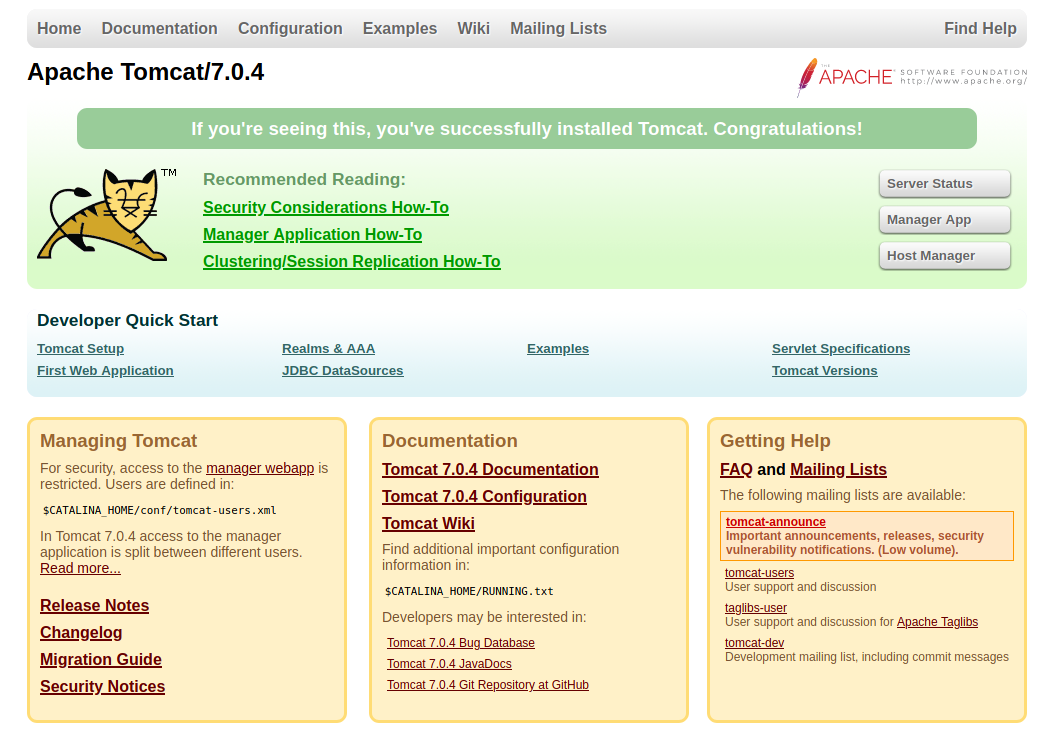 Home Documentation Configuration Examples Wiki Mailing Lists Find Help
Apache Tomcat/7.0.4
THE
APACHE SOFTWARE FOUNDATION
http://www.apache.org/
If you're seeing this, you've successfully installed Tomcat. Congratulations!
TM
Recommended Reading:
Security Considerations How-To
Manager Application How-To
Clustering/Session Replication How-To
Server Status
Manager App
Host Manager
Developer Quick Start
Tomcat Setup
First Web Application
Realms & AAA
JDBC DataSources
Examples
Servlet Specifications
Tomcat Versions
Managing Tomcat
For security, access to the manager webapp is
restricted. Users are defined in:
$CATALINA_HOME/conf/tomcat-users.xml
In Tomcat 7.0.4 access to the manager
application is split between different users.
Read more...
Release Notes
Changelog
Migration Guide
Security Notices
Documentation
Tomcat 7.0.4 Documentation
Tomcat 7.0.4 Configuration
Tomcat Wiki
Find additional important configuration
information in:
$CATALINA_HOME/RUNNING.txt
Developers may be interested in:
Tomcat 7.0.4 Bug Database
Tomcat 7.0.4 JavaDocs
Tomcat 7.0.4 Git Repository at GitHub
Getting Help
FAQ and Mailing Lists
The following mailing lists are available:
tomcat-announce
Important announcements, releases, security
vulnerability notifications. (Low volume).
tomcat-users
User support and discussion
taglibs-user
User support and discussion for Apache Taglibs
tomcat-dev
Development mailing list, including commit messages